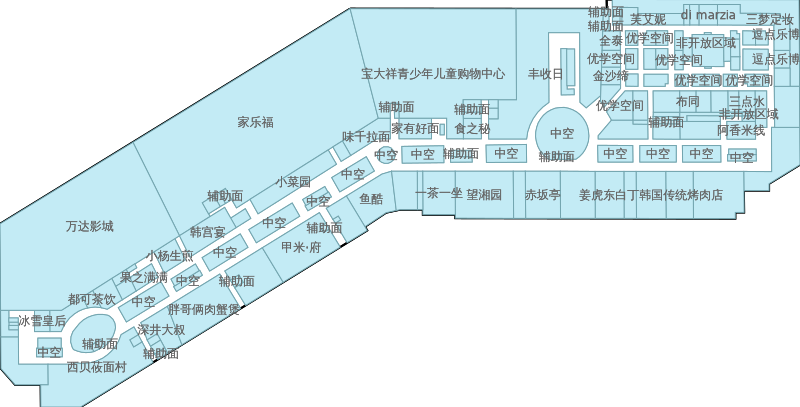 辅助面
芙艾妮
di marzia
三梦定妆
辅助面
金泰
优学空间
非开放区域
逗点乐博
优学空间
优学空间
逗点乐博
宝大祥青少年儿童购物中心
丰收日
金沙缔
优学空间
优学空间
辅助面
辅助面
优学空间
布同
三点水
非开放区域
家乐福
家有好面
食之秘
中空
辅助面
阿香米线
味千拉面
中空
中空
辅助面
中空
辅助面
中空
中空
中空
中空
小菜园
中空
辅助面
鱼酷
一茶一坐
望湘园
赤坂亭
姜虎东白丁韩国传统烤肉店
中空
万达影城
韩宫宴
中空
辅助面
小杨生煎
中空
甲米·府
果之满满
中空
辅助面
都可茶饮
中空
胖哥俩肉蟹煲
冰雪皇后
深井大叔
中空
辅助面
辅助面
西贝莜面村